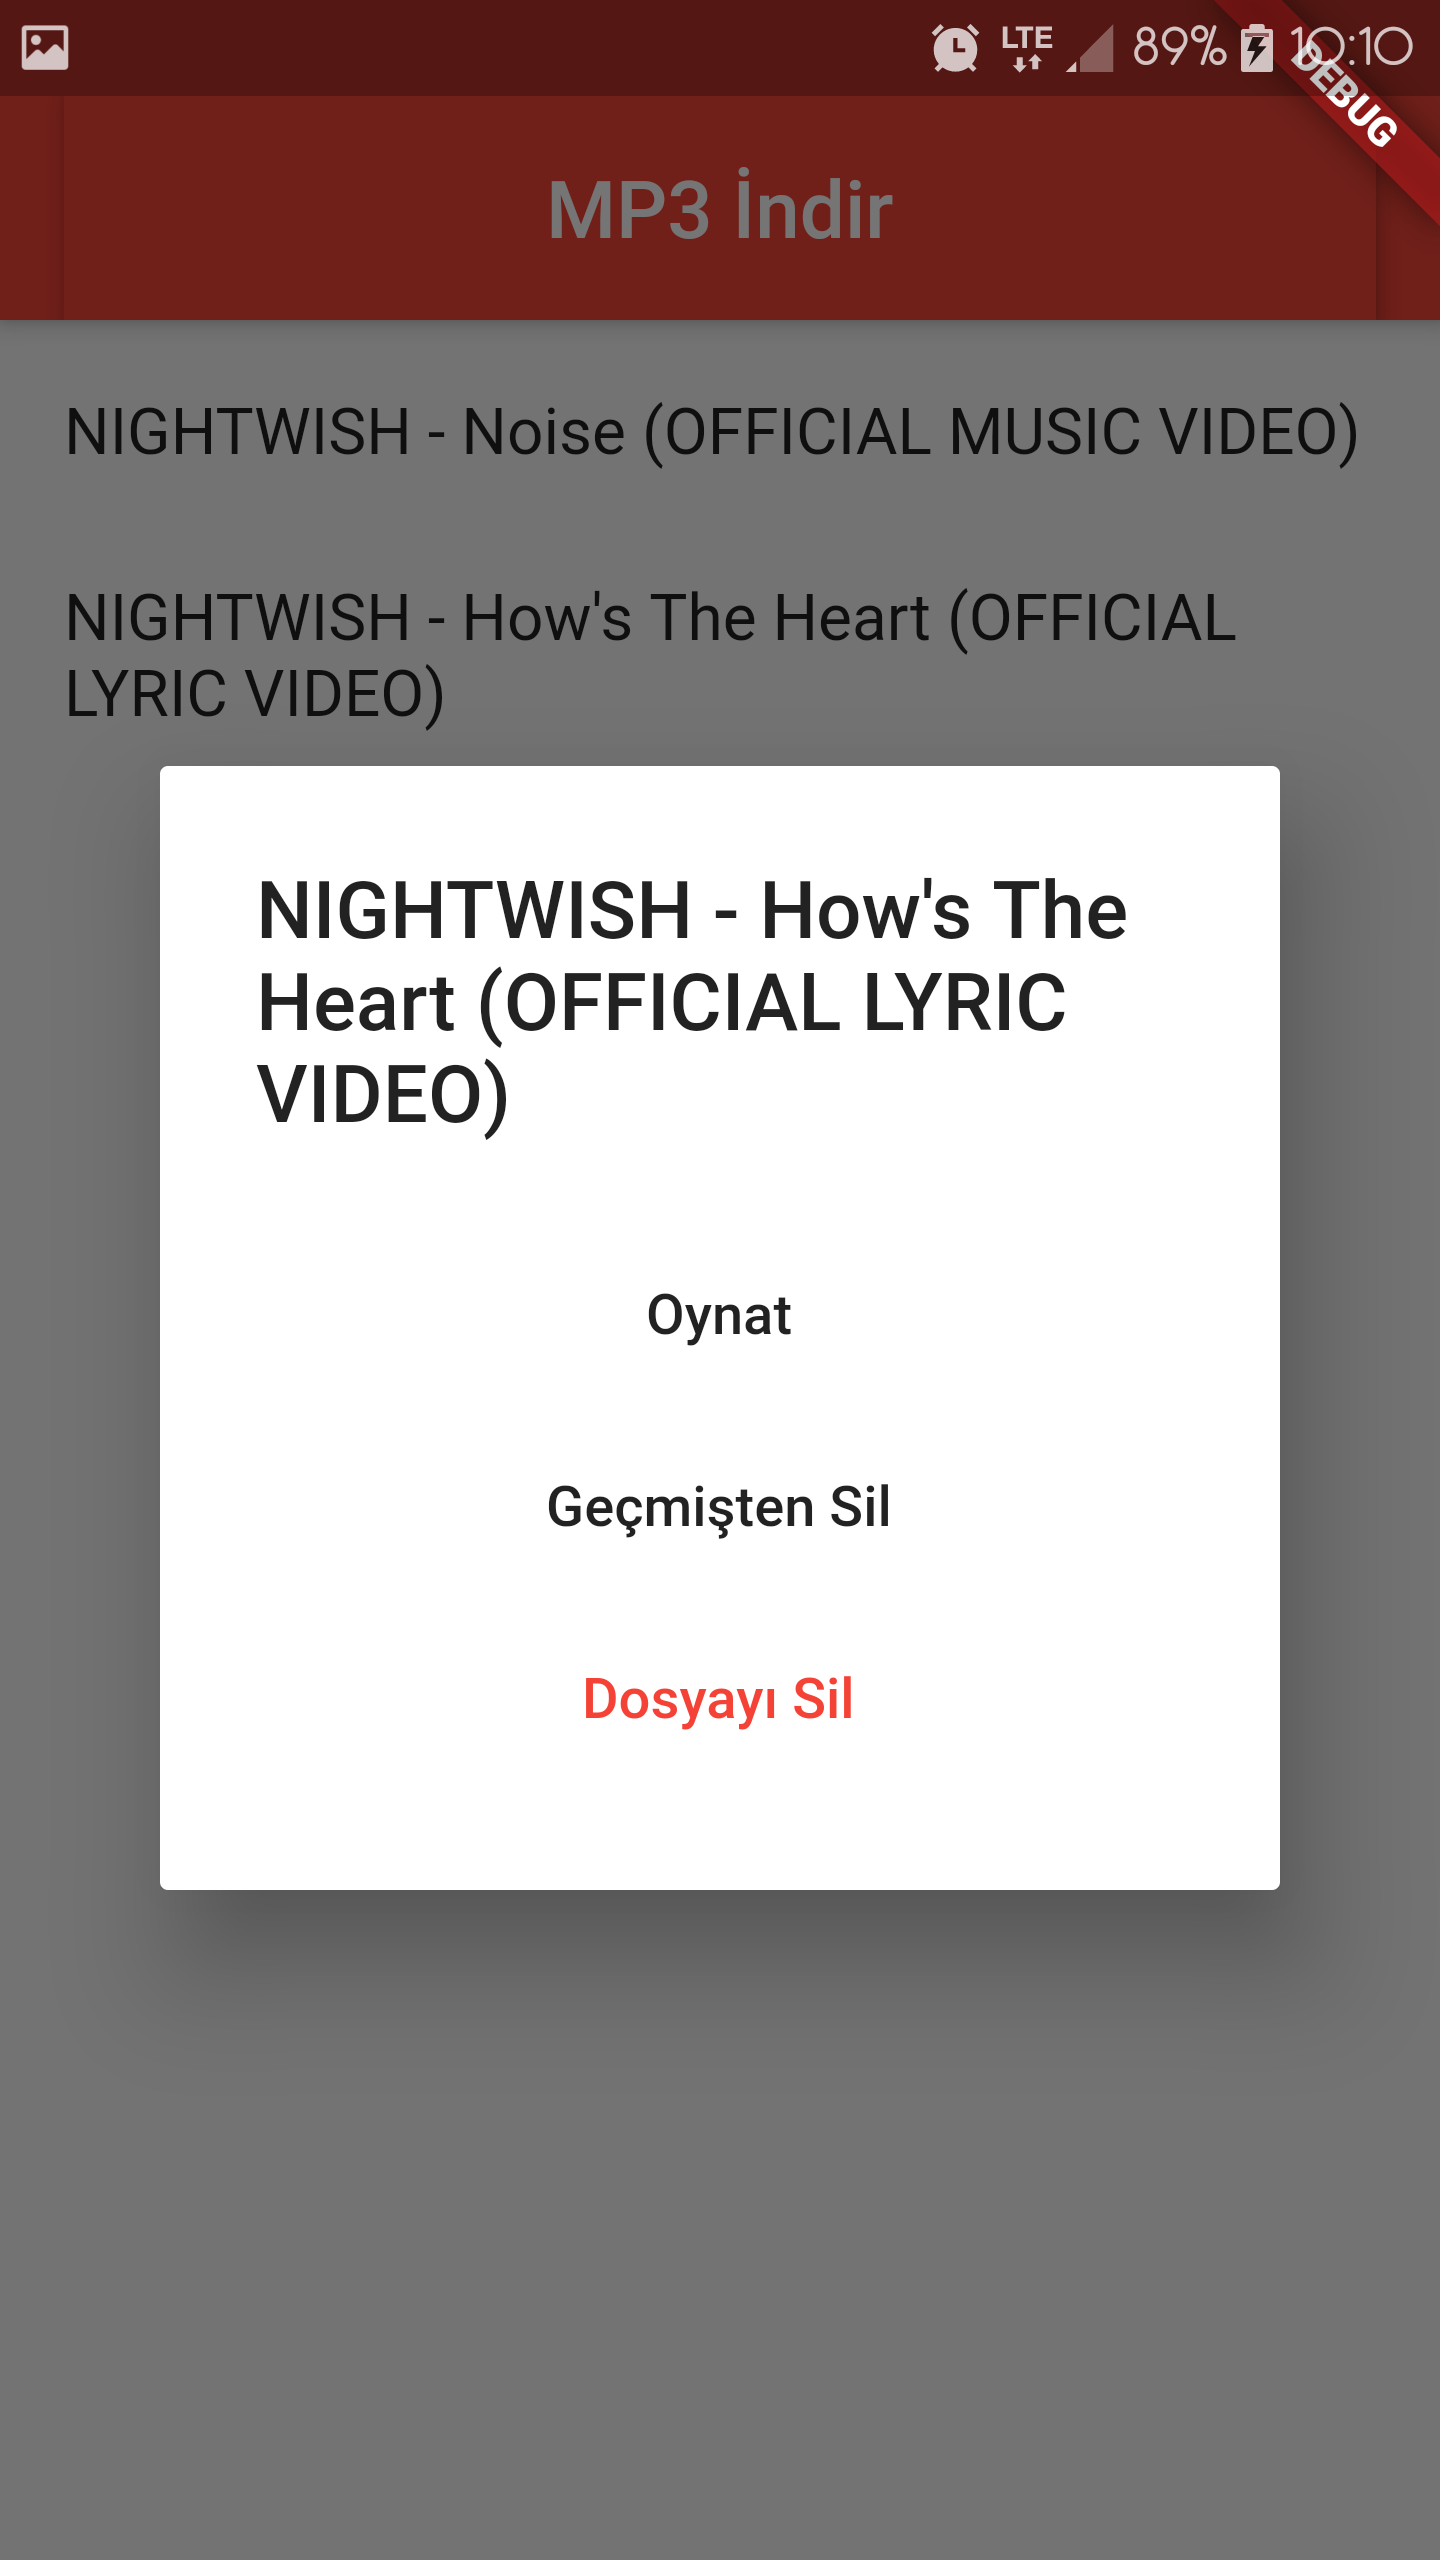 LTE 89% 10:10
DEBUG
MP3 İndir
NIGHTWISH - Noise (OFFICIAL MUSIC VIDEO)
NIGHTWISH - How's The Heart (OFFICIAL
LYRIC VIDEO)
NIGHTWISH - How's The
Heart (OFFICIAL LYRIC
VIDEO)
Oynat
Geçmişten Sil
Dosyayı Sil